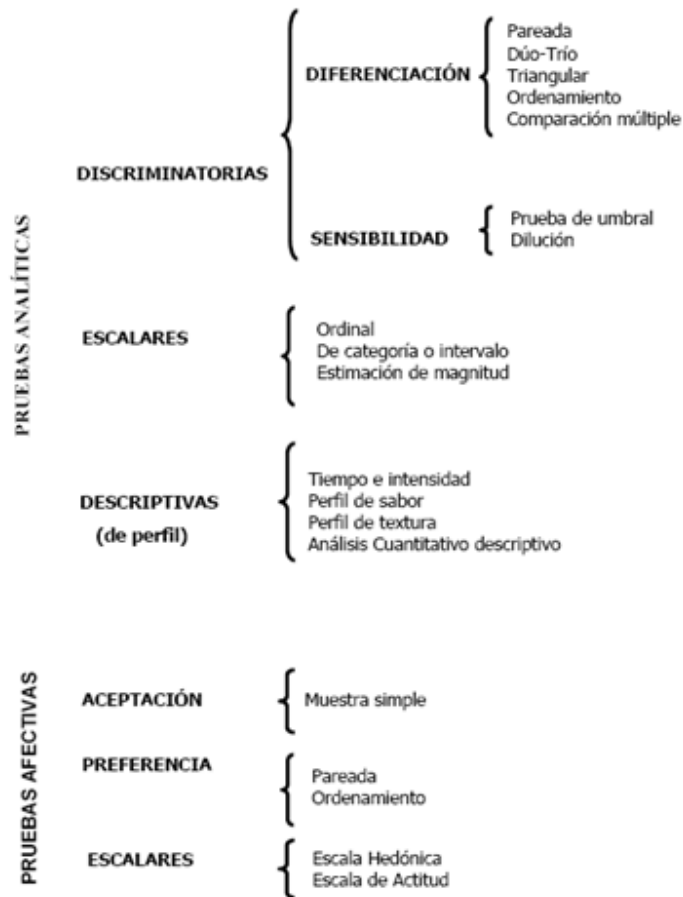 PRUEBAS ANALÍTICAS
DISCRIMINATORIAS
DIFERENCIACIÓN
Pareada
Dúo-Trío
Triangular
Ordenamiento
Comparación múltiple
SENSIBILIDAD
Prueba de umbral
Dilución
ESCALARES
Ordinal
De categoría o intervalo
Estimación de magnitud
DESCRIPTIVAS
(de perfil)
Tiempo e intensidad
Perfil de sabor
Perfil de textura
Análisis Cuantitativo descriptivo
PRUEBAS AFECTIVAS
ACEPTACIÓN
Muestra simple
PREFERENCIA
Pareada
Ordenamiento
ESCALARES
Escala Hedónica
Escala de Actitud